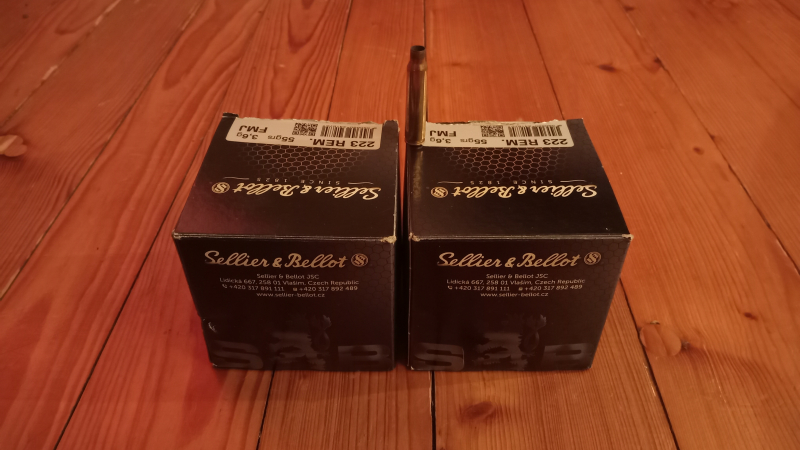 223 REM.
55grs
3,6g
FMJ
Sellier & Bellot
SINCE 1825
Sellier & Bellot
Sellier & Bellot JSC
Lidická 667, 258 01 Vlašim, Czech Republic
+420 317 891 111 +420 317 892 489
www.sellier-bellot.cz
S&B
223 REM.
55grs
3,6g
FMJ
Sellier & Bellot
SINCE 1825
Sellier & Bellot
Sellier & Bellot JSC
Lidická 667, 258 01 Vlašim, Czech Republic
+420 317 891 111 +420 317 892 489
www.sellier-bellot.cz
S&B